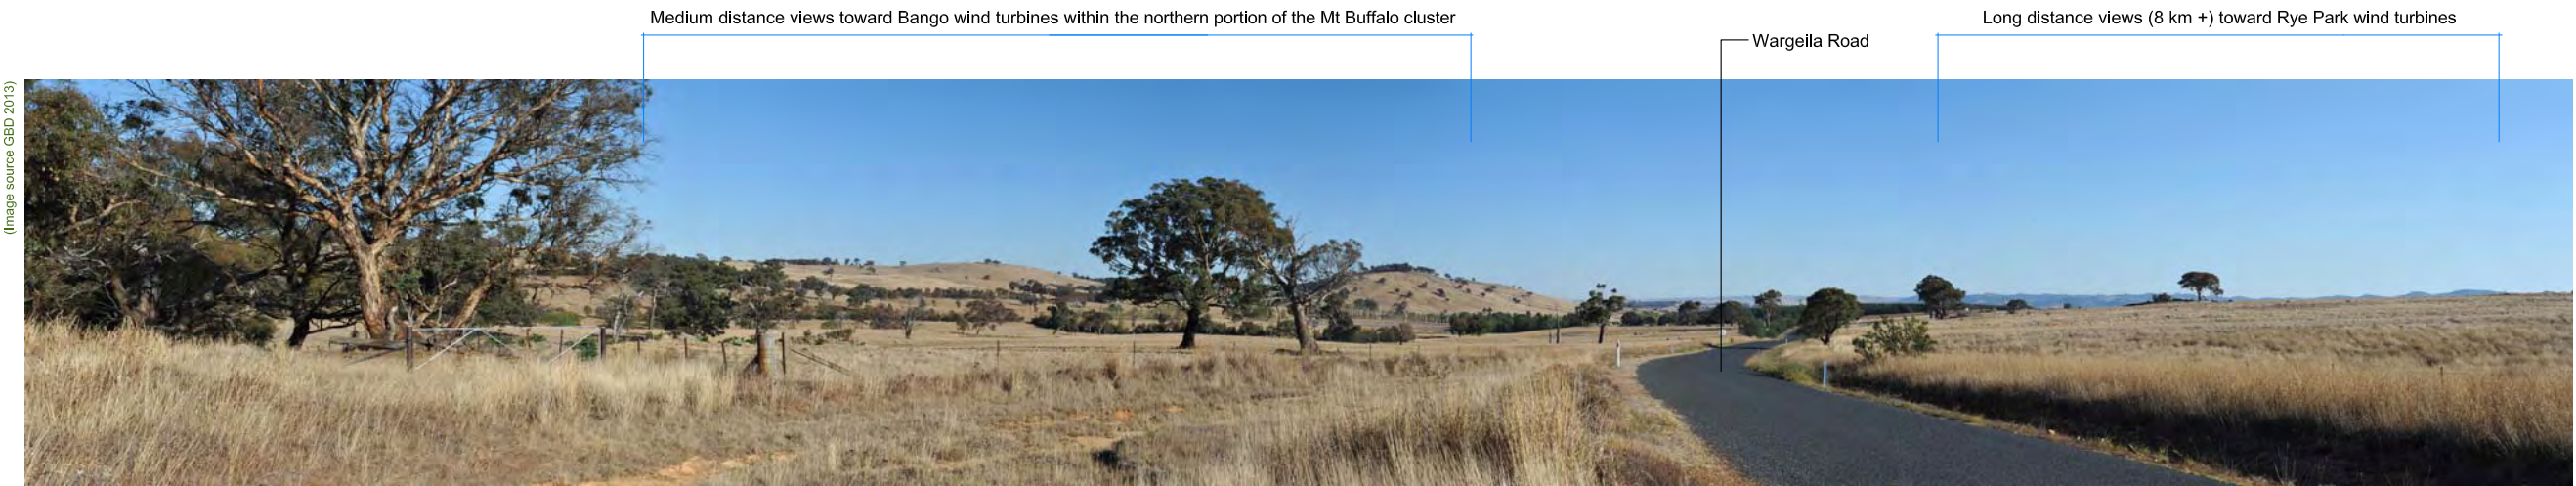 Medium distance views toward Bango wind turbines within the northern portion of the Mt Buffalo cluster
Long distance views (8 km +) toward Rye Park wind turbines
Wargeila Road
(Image source GBD 2013)